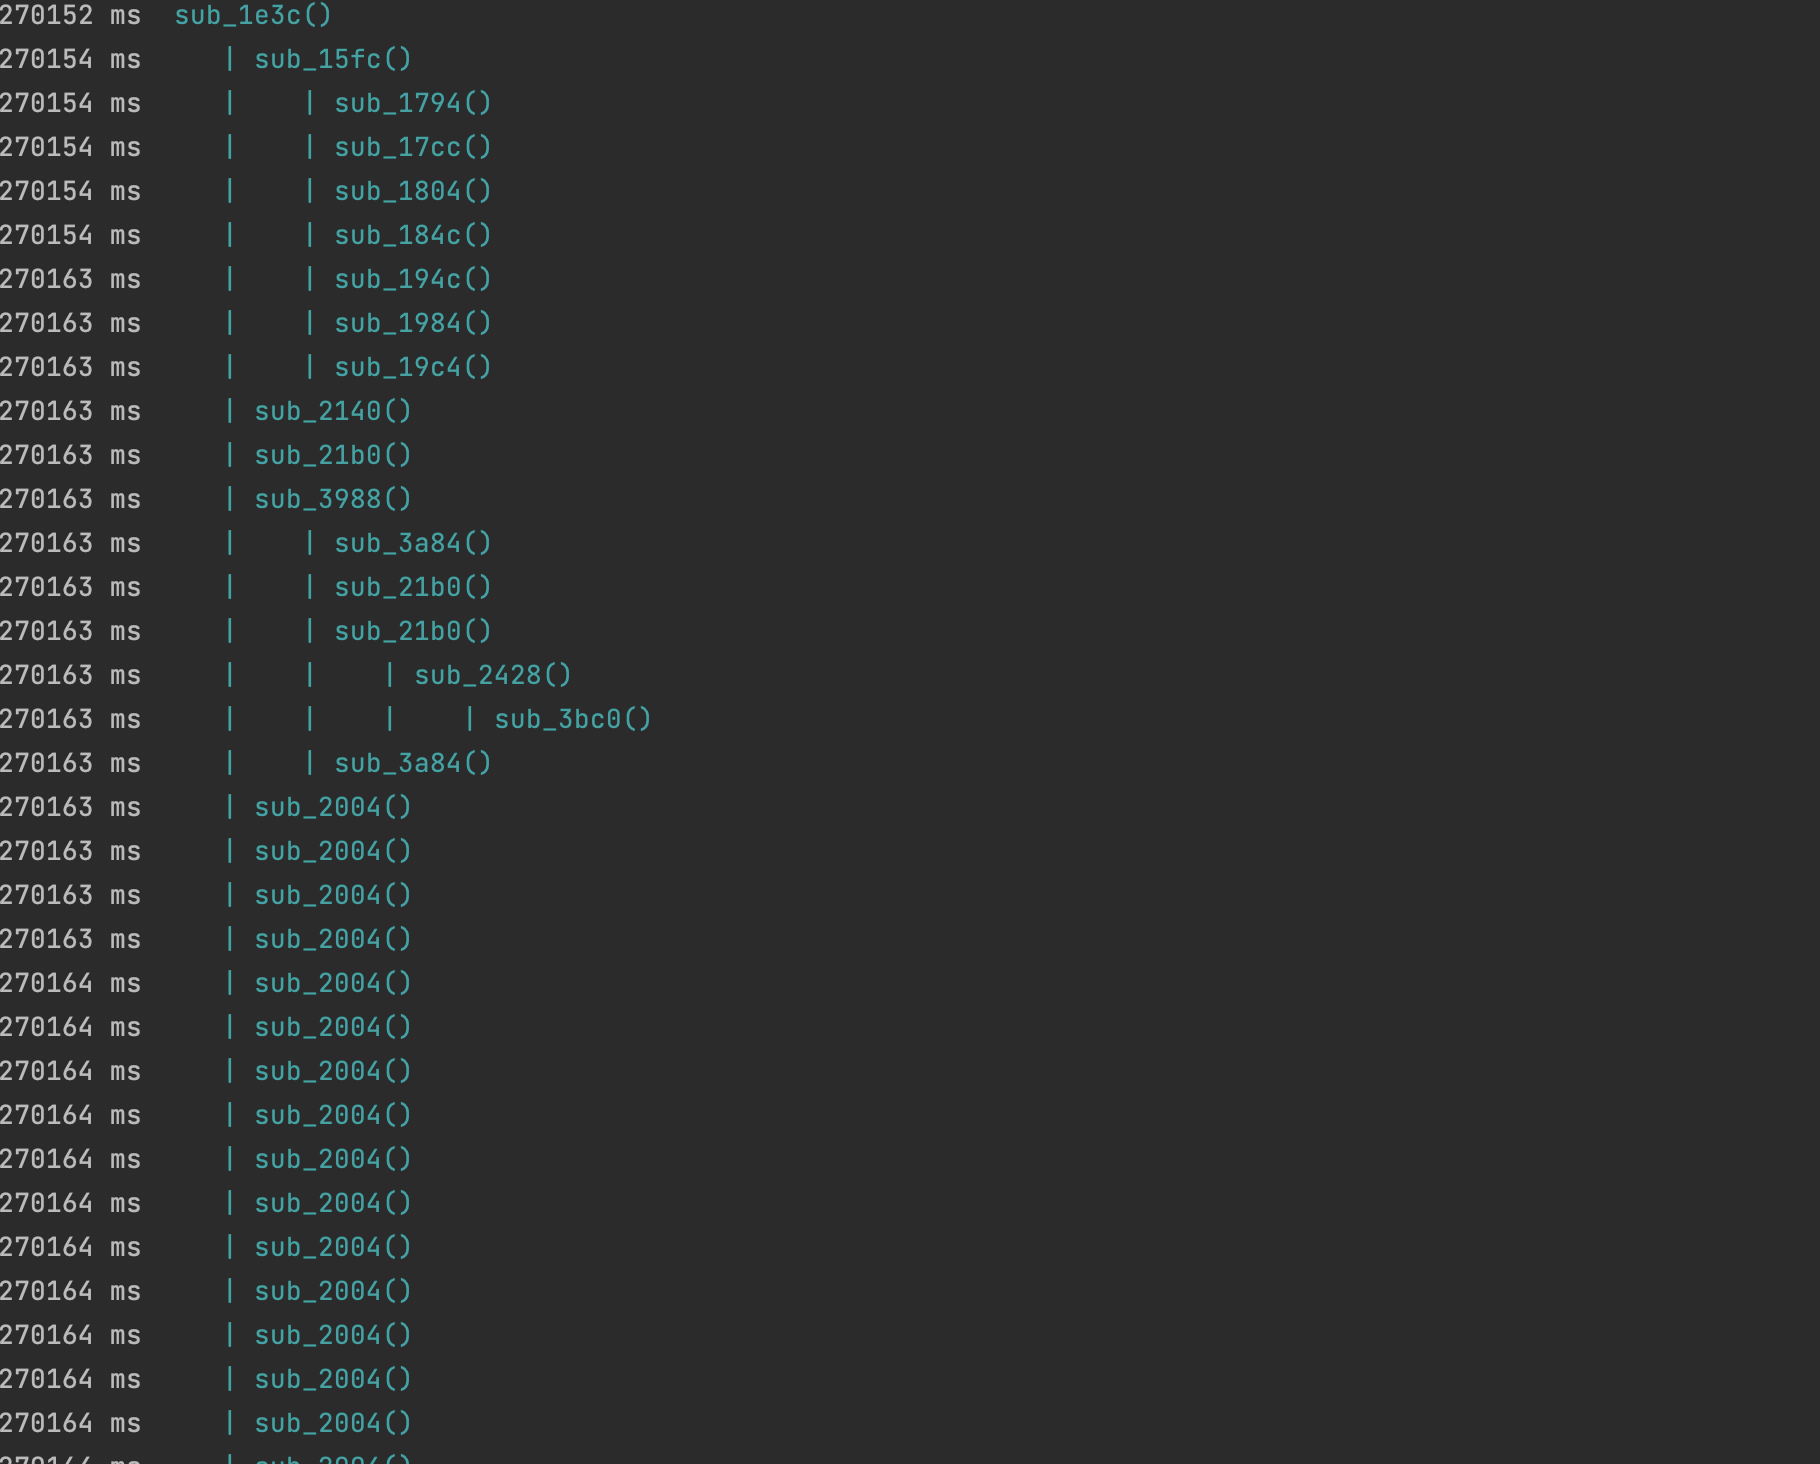 270152 ms  sub_1e3c()
270154 ms     | sub_15fc()
270154 ms     |    | sub_1794()
270154 ms     |    | sub_17cc()
270154 ms     |    | sub_1804()
270154 ms     |    | sub_184c()
270163 ms     |    | sub_194c()
270163 ms     |    | sub_1984()
270163 ms     |    | sub_19c4()
270163 ms     | sub_2140()
270163 ms     | sub_21b0()
270163 ms     | sub_3988()
270163 ms     |    | sub_3a84()
270163 ms     |    | sub_21b0()
270163 ms     |    | sub_21b0()
270163 ms     |    |    | sub_2428()
270163 ms     |    |    |    | sub_3bc0()
270163 ms     |    | sub_3a84()
270163 ms     | sub_2004()
270163 ms     | sub_2004()
270163 ms     | sub_2004()
270163 ms     | sub_2004()
270164 ms     | sub_2004()
270164 ms     | sub_2004()
270164 ms     | sub_2004()
270164 ms     | sub_2004()
270164 ms     | sub_2004()
270164 ms     | sub_2004()
270164 ms     | sub_2004()
270164 ms     | sub_2004()
270164 ms     | sub_2004()
270164 ms     | sub_2004()
270164 ms     | sub_2004()